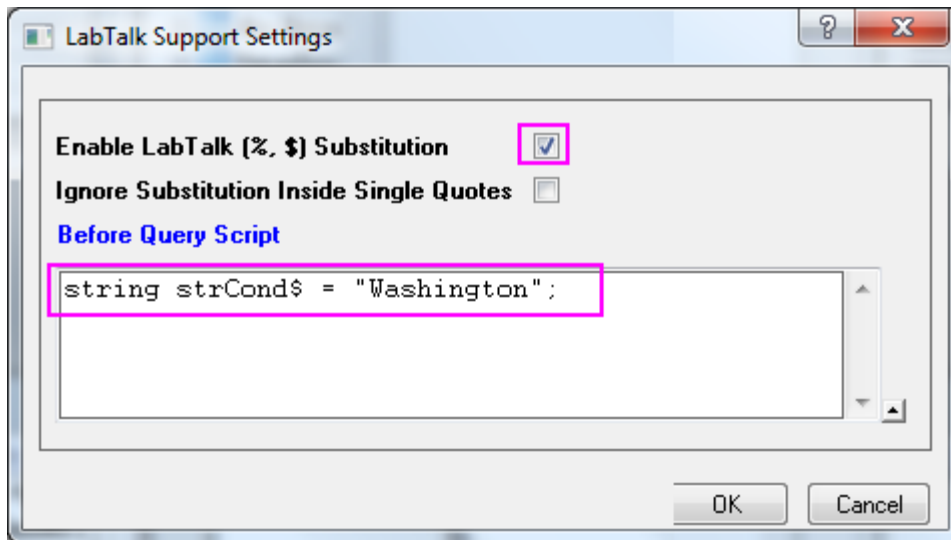 LabTalk Support Settings
Enable LabTalk (%, $) Substitution
Ignore Substitution Inside Single Quotes
Before Query Script
string strCond$ = "Washington";
OK Cancel